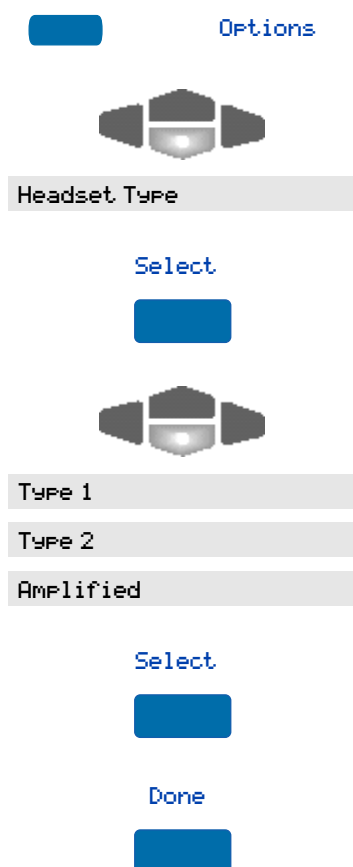 Options
Headset Type
Select
Type 1
Type 2
Amplified
Select
Done